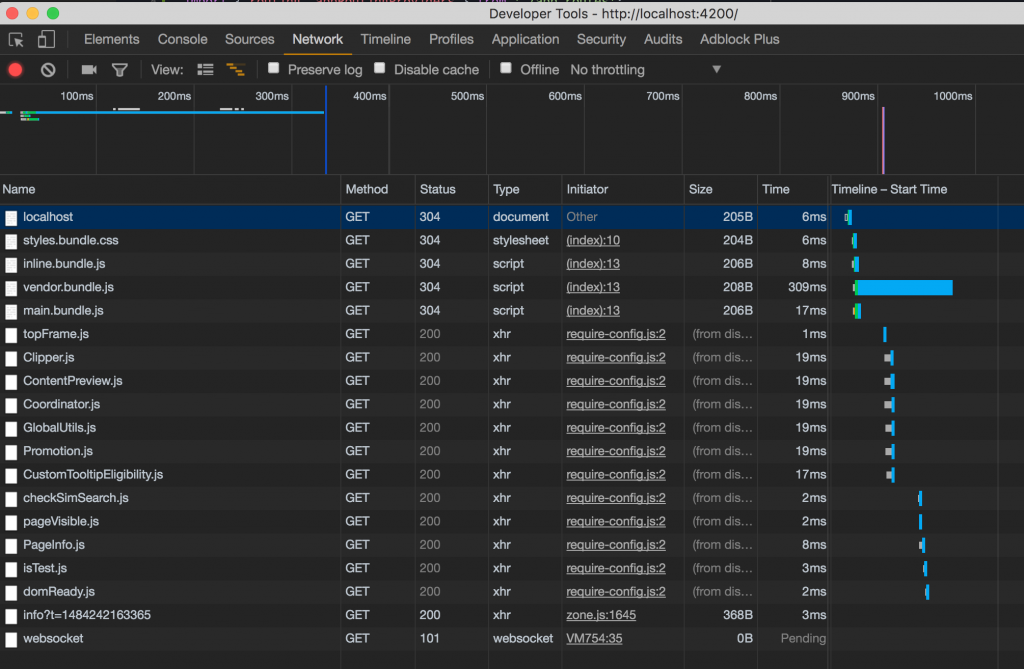 Developer Tools - http://localhost:4200/
Elements Console Sources Network Timeline Profiles Application Security Audits Adblock Plus
View: Preserve log Disable cache Offline No throttling
100ms 200ms 300ms 400ms 500ms 600ms 700ms 800ms 900ms 1000ms
Name Method Status Type Initiator Size Time Timeline – Start Time
localhost GET 304 document Other 205B 6ms
styles.bundle.css GET 304 stylesheet (index):10 204B 6ms
inline.bundle.js GET 304 script (index):13 206B 8ms
vendor.bundle.js GET 304 script (index):13 208B 309ms
main.bundle.js GET 304 script (index):13 206B 17ms
topFrame.js GET 200 xhr require-config.js:2 (from dis... 1ms
Clipper.js GET 200 xhr require-config.js:2 (from dis... 19ms
ContentPreview.js GET 200 xhr require-config.js:2 (from dis... 19ms
Coordinator.js GET 200 xhr require-config.js:2 (from dis... 19ms
GlobalUtils.js GET 200 xhr require-config.js:2 (from dis... 19ms
Promotion.js GET 200 xhr require-config.js:2 (from dis... 19ms
CustomTooltipEligibility.js GET 200 xhr require-config.js:2 (from dis... 17ms
checkSimSearch.js GET 200 xhr require-config.js:2 (from dis... 2ms
pageVisible.js GET 200 xhr require-config.js:2 (from dis... 2ms
PageInfo.js GET 200 xhr require-config.js:2 (from dis... 8ms
isTest.js GET 200 xhr require-config.js:2 (from dis... 3ms
domReady.js GET 200 xhr require-config.js:2 (from dis... 2ms
info?t=1484242163365 GET 200 xhr zone.js:1645 368B 3ms
websocket GET 101 websocket VM754:35 0B Pending